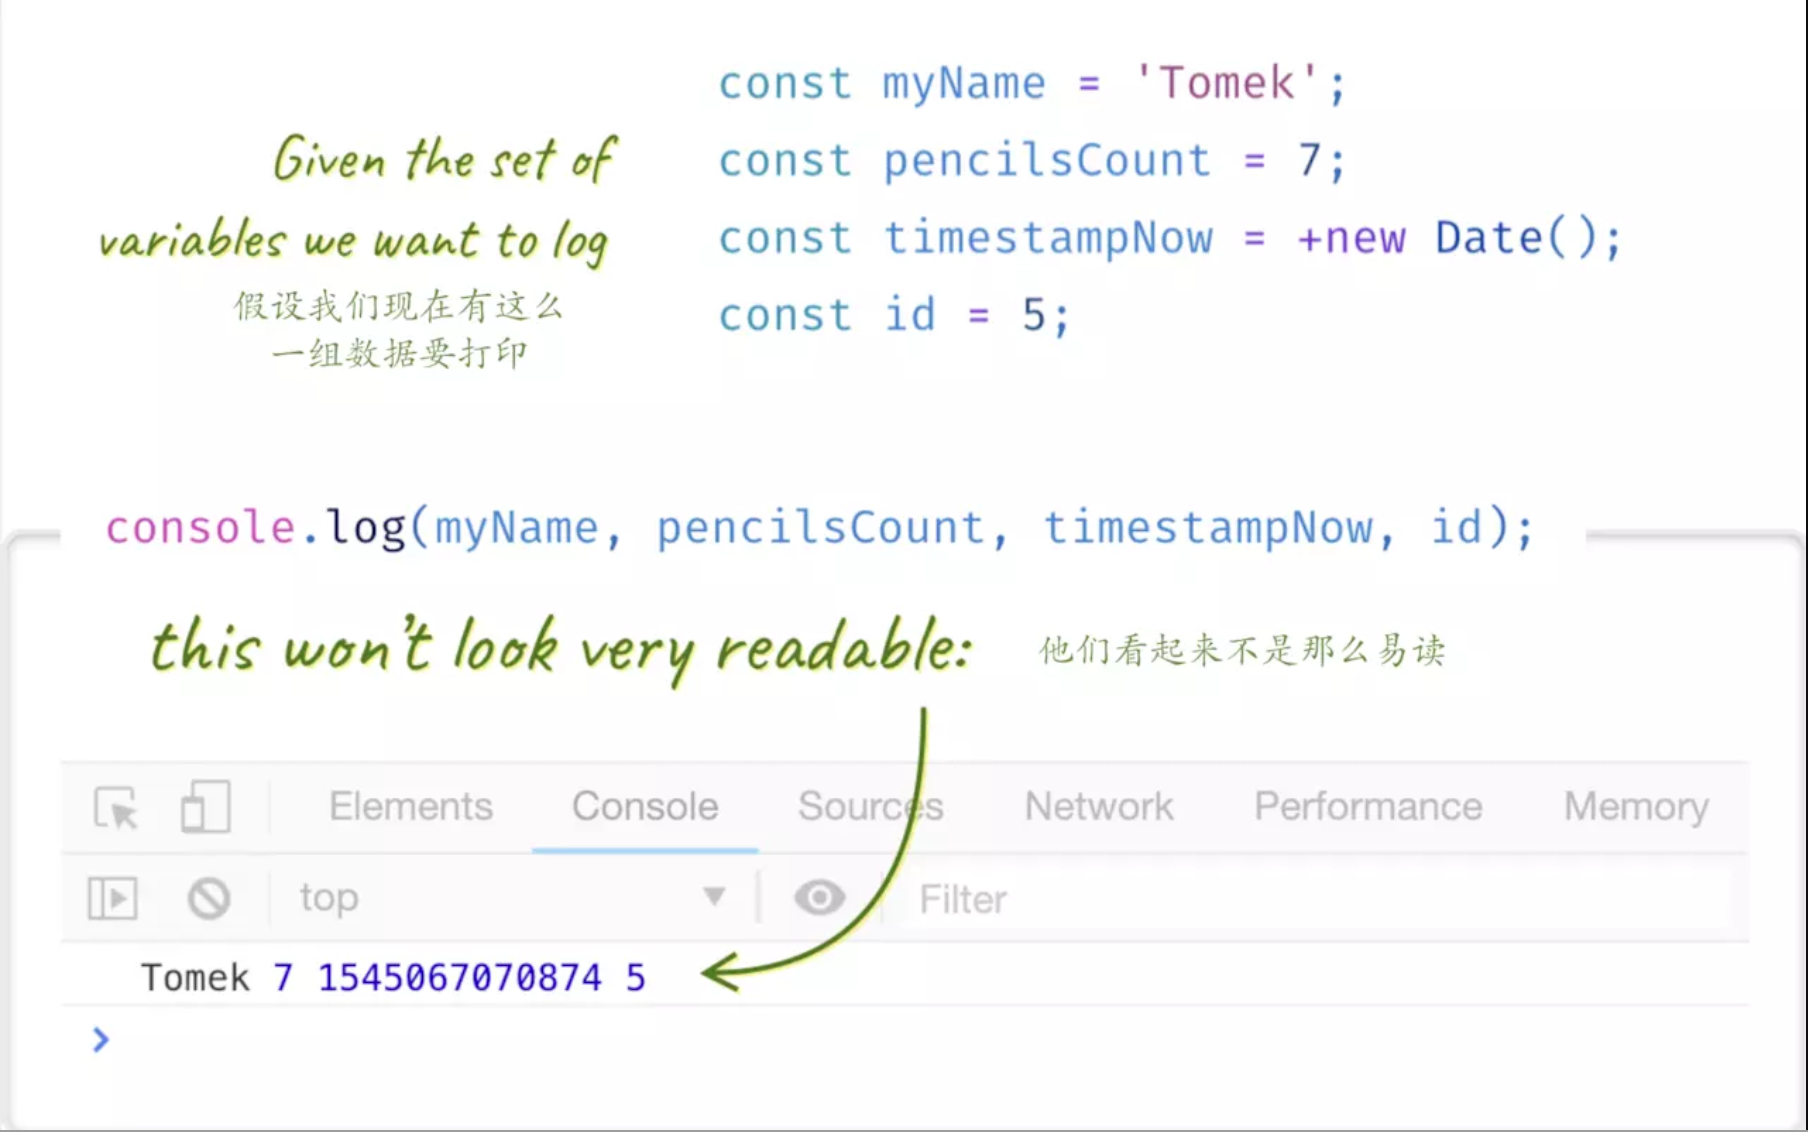 const myName = 'Tomek';
Given the set of
const pencilsCount = 7;
variables we want to log
const timestampNow = +new Date();
假设我们现在有这么
const id = 5;
一组数据要打印
console.log(myName, pencilsCount, timestampNow, id);
this won't look very readable:
他们看起来不是那么易读
Elements Console Sources Network Performance Memory
top Filter
Tomek 7 1545067070874 5